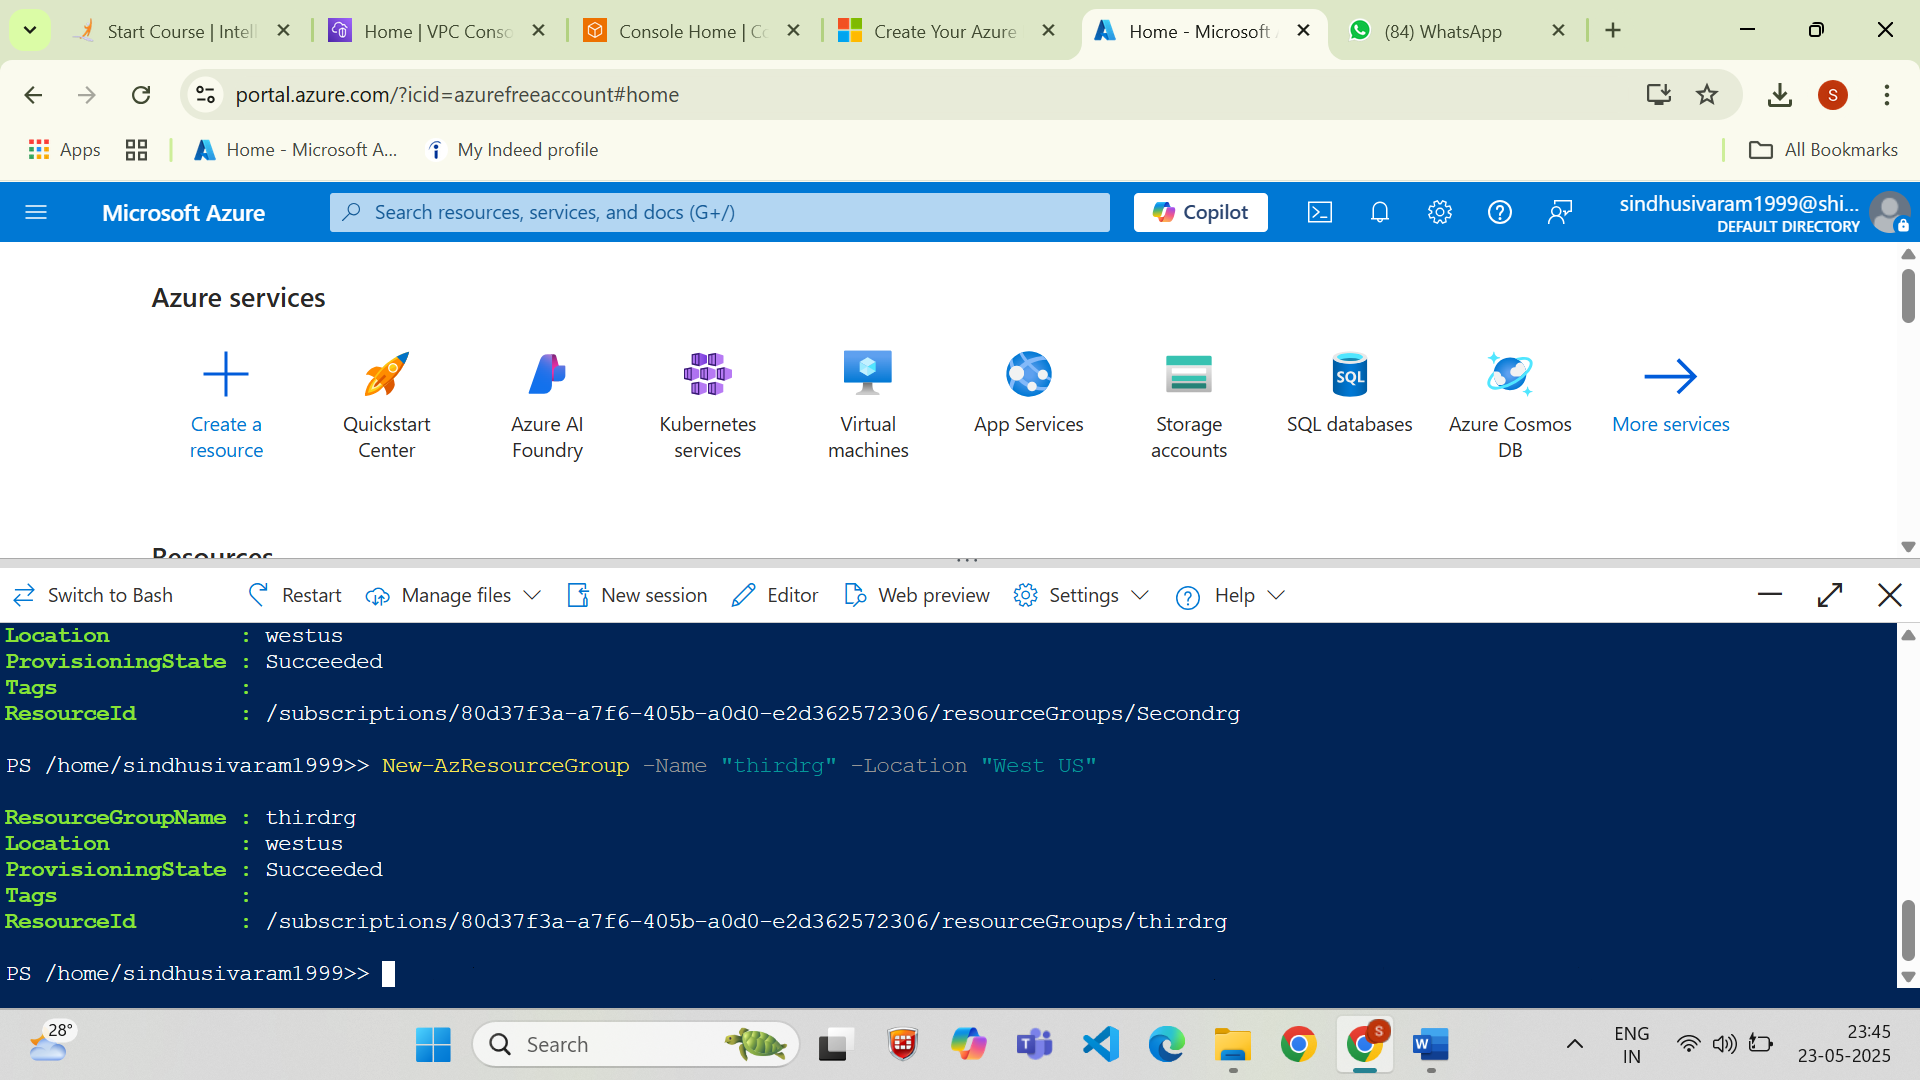 Start Course | Intel
Home | VPC Conso
Console Home | Co
Create Your Azure
Home - Microsoft A
(84) WhatsApp
portal.azure.com/?icid=azurefreeaccount#home
S
Apps
Home - Microsoft A...
My Indeed profile
All Bookmarks
Microsoft Azure
Search resources, services, and docs (G+/)
Copilot
sindhusivaram1999@shi...
DEFAULT DIRECTORY
Azure services
Create a resource
Quickstart Center
Azure AI Foundry
Kubernetes services
Virtual machines
App Services
Storage accounts
SQL
SQL databases
Azure Cosmos DB
More services
Resources
Switch to Bash
Restart
Manage files
New session
Editor
Web preview
Settings
Help
Location : westus
ProvisioningState : Succeeded
Tags :
ResourceId : /subscriptions/80d37f3a-a7f6-405b-a0d0-e2d362572306/resourceGroups/Secondrg
PS /home/sindhusivaram1999>> New-AzResourceGroup -Name "thirdrg" -Location "West US"
ResourceGroupName : thirdrg
Location : westus
ProvisioningState : Succeeded
Tags :
ResourceId : /subscriptions/80d37f3a-a7f6-405b-a0d0-e2d362572306/resourceGroups/thirdrg
PS /home/sindhusivaram1999>>
28°
Search
S
ENG
IN
23:45
23-05-2025